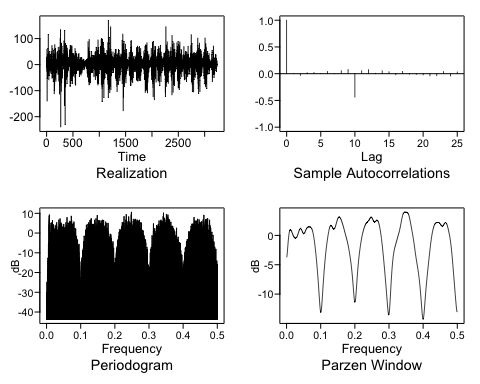 100
0
-100
-200
0 500 1500 2500
Time
Realization
1.0
0.5
0.0
-0.5
-1.0
0 5 10 15 20 25
Lag
Sample Autocorrelations
10
0
-10
-20
-30
-40
dB
0.0 0.1 0.2 0.3 0.4 0.5
Frequency
Periodogram
0
-5
-10
dB
0.0 0.1 0.2 0.3 0.4 0.5
Frequency
Parzen Window